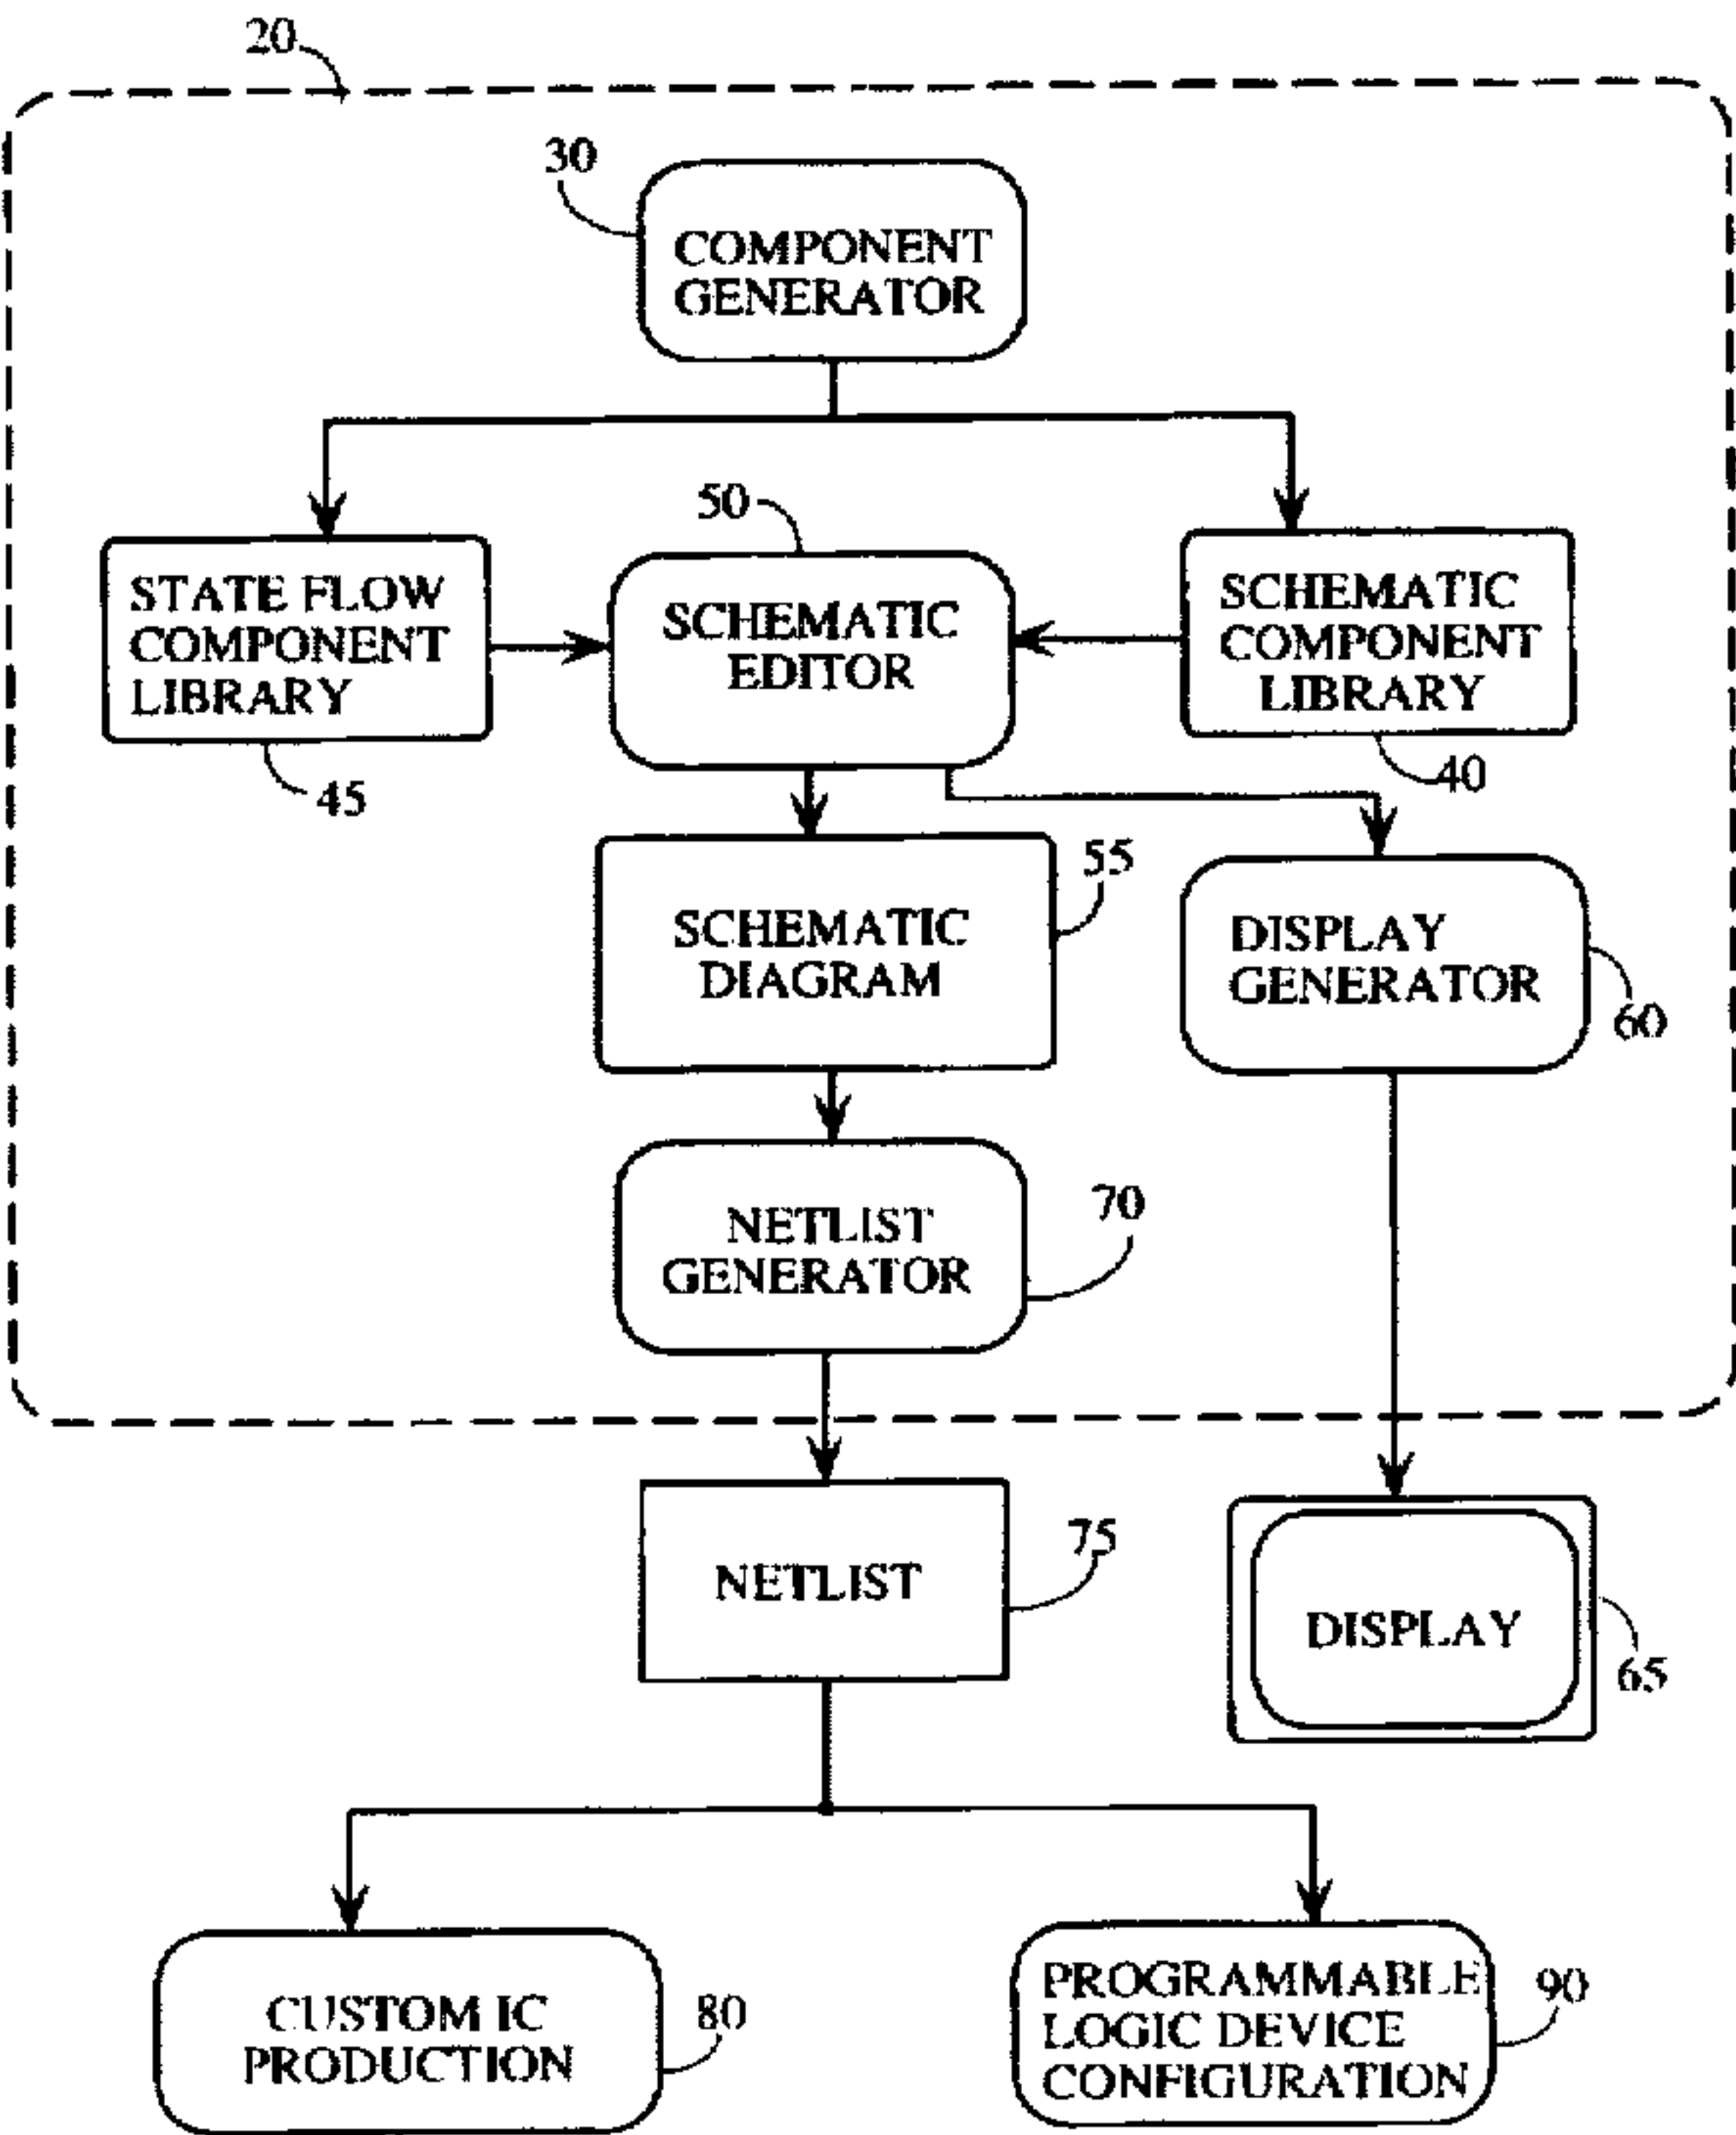 20
30
COMPONENT
GENERATOR
50
STATE FLOW
COMPONENT
LIBRARY
SCHEMATIC
EDITOR
SCHEMATIC
COMPONENT
LIBRARY
45
40
55
SCHEMATIC
DIAGRAM
DISPLAY
GENERATOR
60
70
NETLIST
GENERATOR
75
NETLIST
DISPLAY
65
CUSTOM IC
PRODUCTION
80
PROGRAMMABLE
LOGIC DEVICE
CONFIGURATION
90